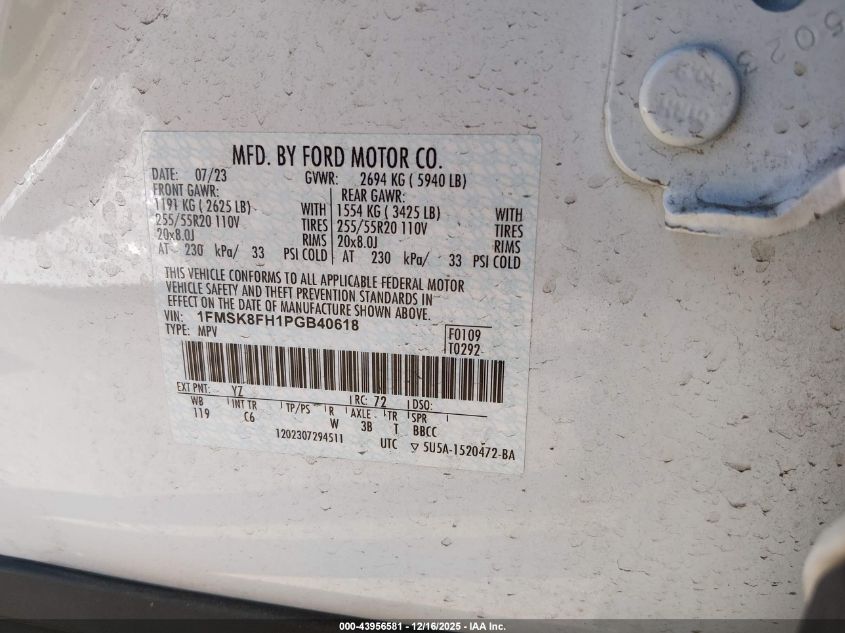 5023
MFD. BY FORD MOTOR CO.
DATE: 07/23 GVWR: 2694 KG ( 5940 LB)
FRONT GAWR: REAR GAWR:
1191 KG ( 2625 LB) WITH 1554 KG ( 3425 LB) WITH
255/55R20 110V TIRES 255/55R20 110V TIRES
20x8.0J RIMS 20x8.0J RIMS
AT 230 kPa/ 33 PSI COLD AT 230 kPa/ 33 PSI COLD
THIS VEHICLE CONFORMS TO ALL APPLICABLE FEDERAL MOTOR
VEHICLE SAFETY AND THEFT PREVENTION STANDARDS IN
EFFECT ON THE DATE OF MANUFACTURE SHOWN ABOVE.
VIN: 1FMSK8FH1PGB40618
TYPE: MPV
F0109
T0292
EXT PNT: YZ RC: 72 DSO:
WB INT TR TP/PS R AXLE TR SPR
119 C6 W 3B T BBCC
1202307294511 UTC ▽ 5U5A-1520472-BA
000-43956581 - 12/16/2025 - IAA Inc.